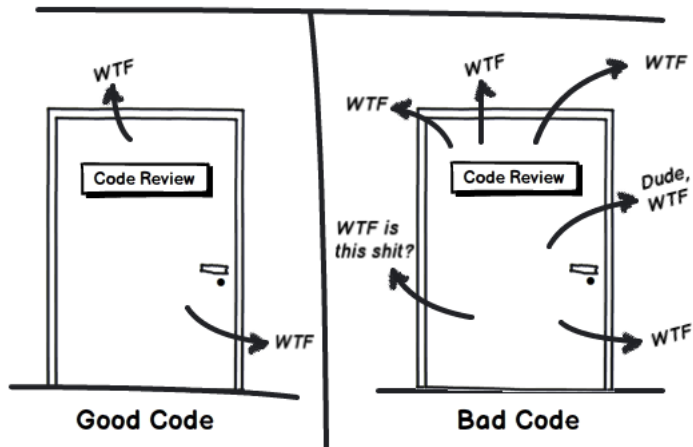 WTF
Code Review
WTF
Good Code
WTF
WTF
WTF
Code Review
Dude,
WTF
WTF is
this shit?
WTF
Bad Code